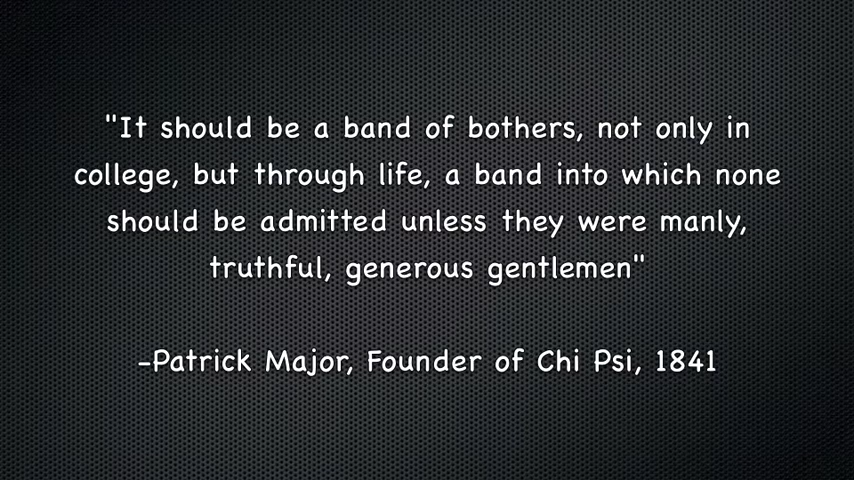 "It should be a band of bothers, not only in
college, but through life, a band into which none
should be admitted unless they were manly,
truthful, generous gentlemen"
-Patrick Major, Founder of Chi Psi, 1841